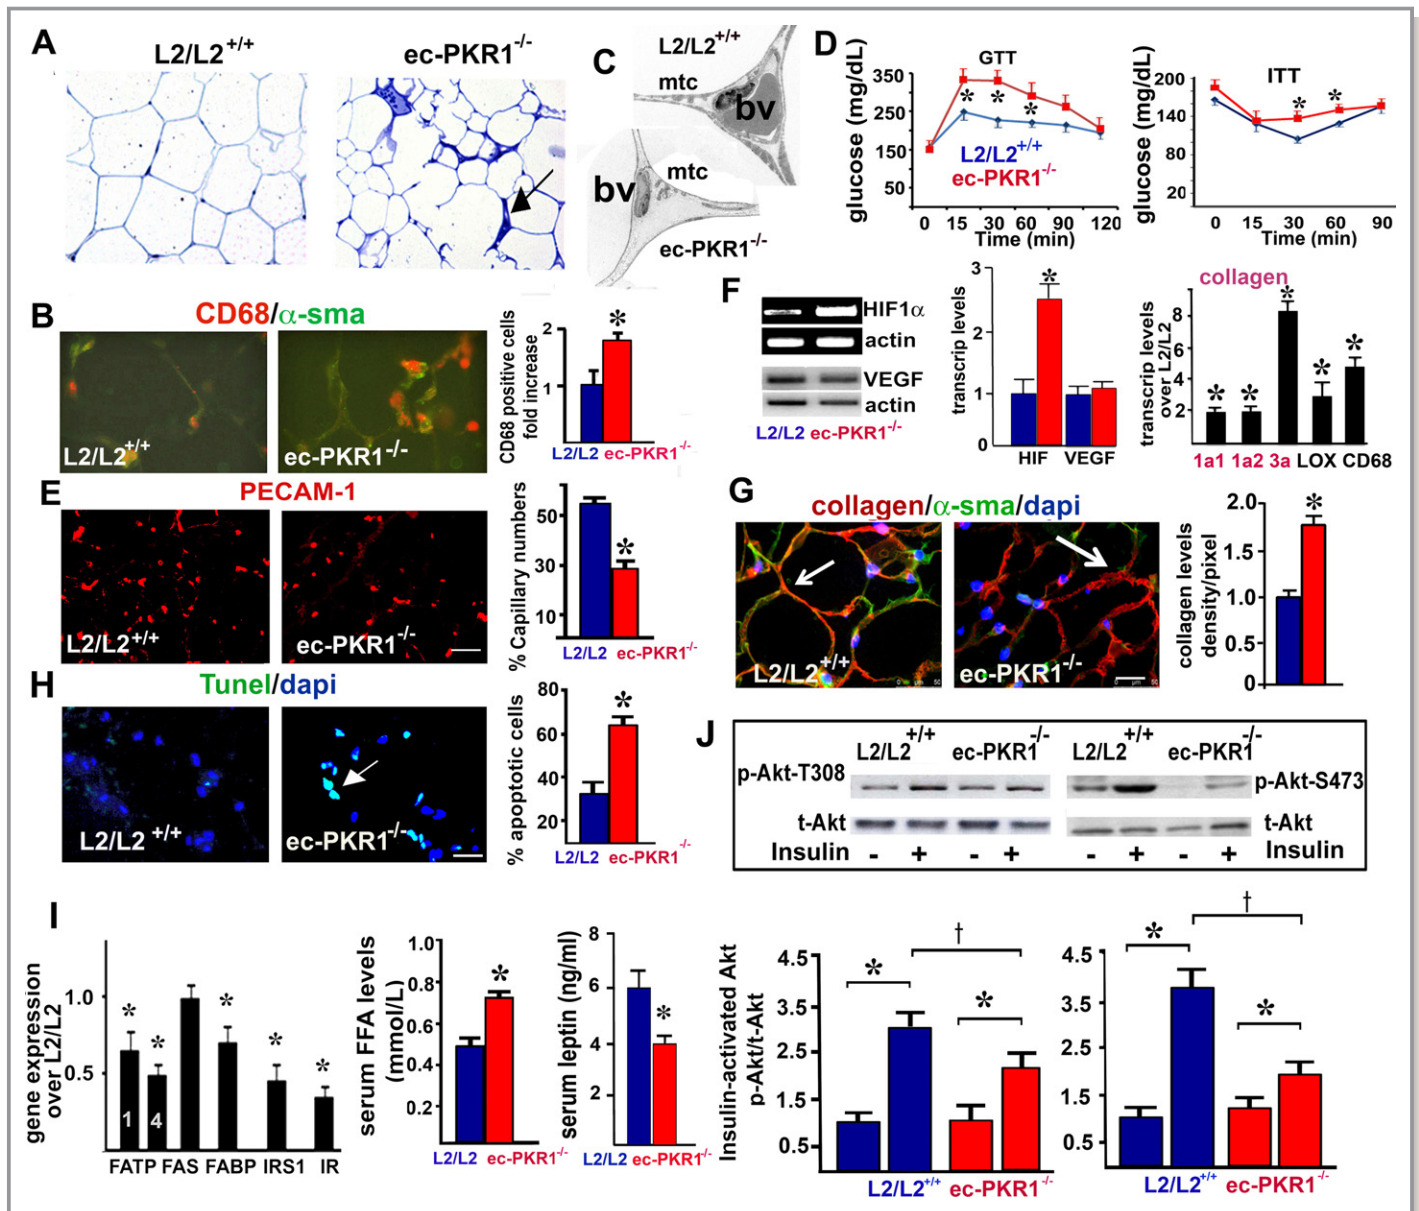 A
L2/L2+/+
ec-PKR1-/-
C
L2/L2+/+
mtc
bv
mtc
bv
ec-PKR1-/-
D
GTT
glucose (mg/dL)
350
250
150
50
* * *
L2/L2+/+
ec-PKR1-/-
0 15 30 60 90 120
Time (min)
ITT
glucose (mg/dL)
200
140
80
20
* *
0 15 30 60 90
Time (min)
B
CD68/α-sma
L2/L2+/+
ec-PKR1-/-
CD68 positive cells
fold increase
2
1
*
L2/L2 ec-PKR1-/-
F
HIF1α
actin
VEGF
actin
L2/L2 ec-PKR1-/-
transcrip levels
3
2
1
0
*
HIF VEGF
collagen
transcrip levels
over L2/L2
8
6
4
2
* * * * *
1a1 1a2 3a LOX CD68
E
PECAM-1
L2/L2+/+
ec-PKR1-/-
% Capillary numbers
50
30
10
*
L2/L2 ec-PKR1-/-
G
collagen/α-sma/dapi
L2/L2+/+
0 µm 50
ec-PKR1-/-
0 µm 50
collagen levels
density/pixel
2.0
1.5
1.0
0.5
0
*
H
Tunel/dapi
L2/L2 +/+
ec-PKR1-/-
% apoptotic cells
80
60
40
20
*
L2/L2 ec-PKR1-/-
J
L2/L2+/+ ec-PKR1-/- L2/L2+/+ ec-PKR1-/-
p-Akt-T308 p-Akt-S473
t-Akt t-Akt
Insulin - + - + - + - + Insulin
I
gene expression
over L2/L2
1.0
0.5
* * * * *
1 4
FATP FAS FABP IRS1 IR
serum FFA levels
(mmol/L)
1.0
0.8
0.6
0.4
0.2
*
L2/L2 ec-PKR1-/-
serum leptin (ng/ml)
8
6
4
2
*
L2/L2 ec-PKR1-/-
Insulin-activated Akt
p-Akt/t-Akt
4.5
3.5
2.5
1.5
0.5
* † *
L2/L2+/+ ec-PKR1-/-
4.5
3.5
2.5
1.5
0.5
* † *
L2/L2+/+ ec-PKR1-/-